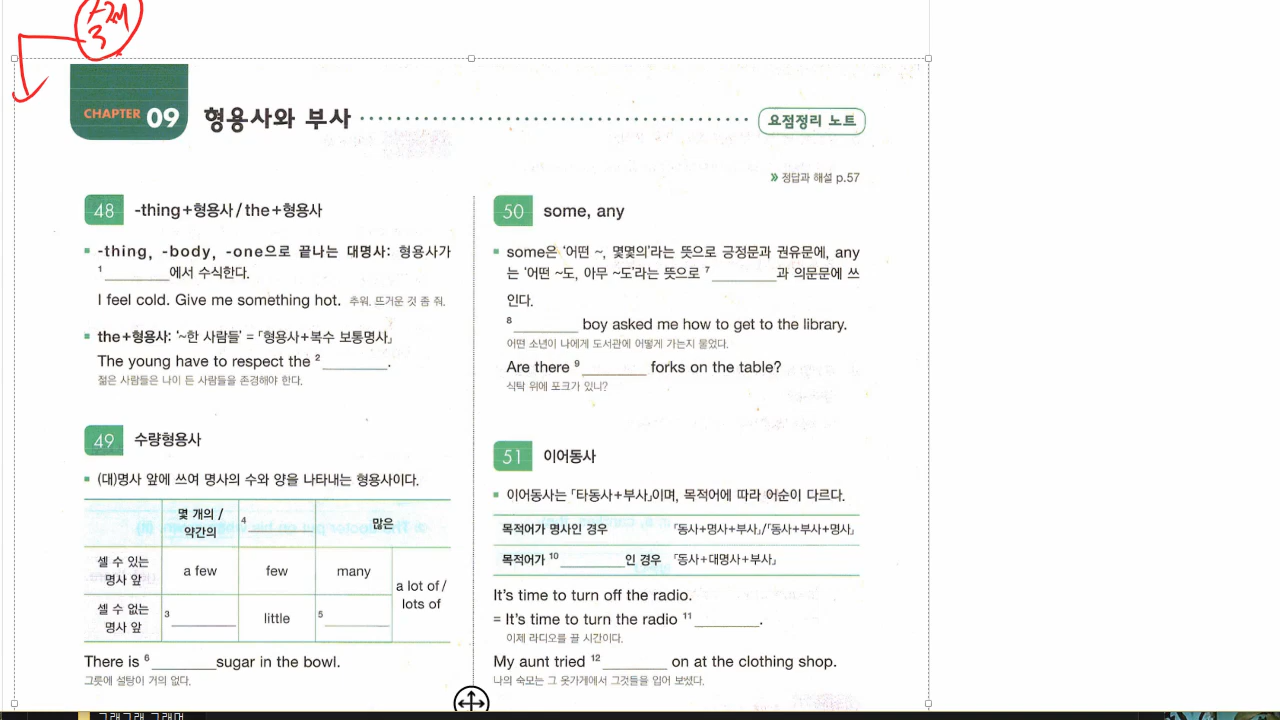 숙제
3
CHAPTER 09 형용사와 부사 요점정리 노트
» 정답과 해설 p.57
48 -thing+형용사 / the+형용사
-thing, -body, -one으로 끝나는 대명사: 형용사가
1 ________에서 수식한다.
I feel cold. Give me something hot. 추워. 뜨거운 것 좀 줘.
the+형용사: '~한 사람들' = 「형용사+복수 보통명사」
The young have to respect the 2 ________.
젊은 사람들은 나이 든 사람들을 존경해야 한다.
49 수량형용사
(대)명사 앞에 쓰여 명사의 수와 양을 나타내는 형용사이다.
몇 개의 / 약간의 4 ________ 많은
셀 수 있는 명사 앞 a few few many a lot of / lots of
셀 수 없는 명사 앞 3 ________ little 5 ________
There is 6 ________ sugar in the bowl.
그릇에 설탕이 거의 없다.
50 some, any
some은 '어떤 ~, 몇몇의'라는 뜻으로 긍정문과 권유문에, any
는 '어떤 ~도, 아무 ~도'라는 뜻으로 7 ________과 의문문에 쓰
인다.
8 ________ boy asked me how to get to the library.
어떤 소년이 나에게 도서관에 어떻게 가는지 물었다.
Are there 9 ________ forks on the table?
식탁 위에 포크가 있니?
51 이어동사
이어동사는 「타동사+부사」이며, 목적어에 따라 어순이 다르다.
목적어가 명사인 경우 「동사+명사+부사」/「동사+부사+명사」
목적어가 10 ________인 경우 「동사+대명사+부사」
It's time to turn off the radio.
= It's time to turn the radio 11 ________.
이제 라디오를 끌 시간이다.
My aunt tried 12 ________ on at the clothing shop.
나의 숙모는 그 옷가게에서 그것들을 입어 보셨다.